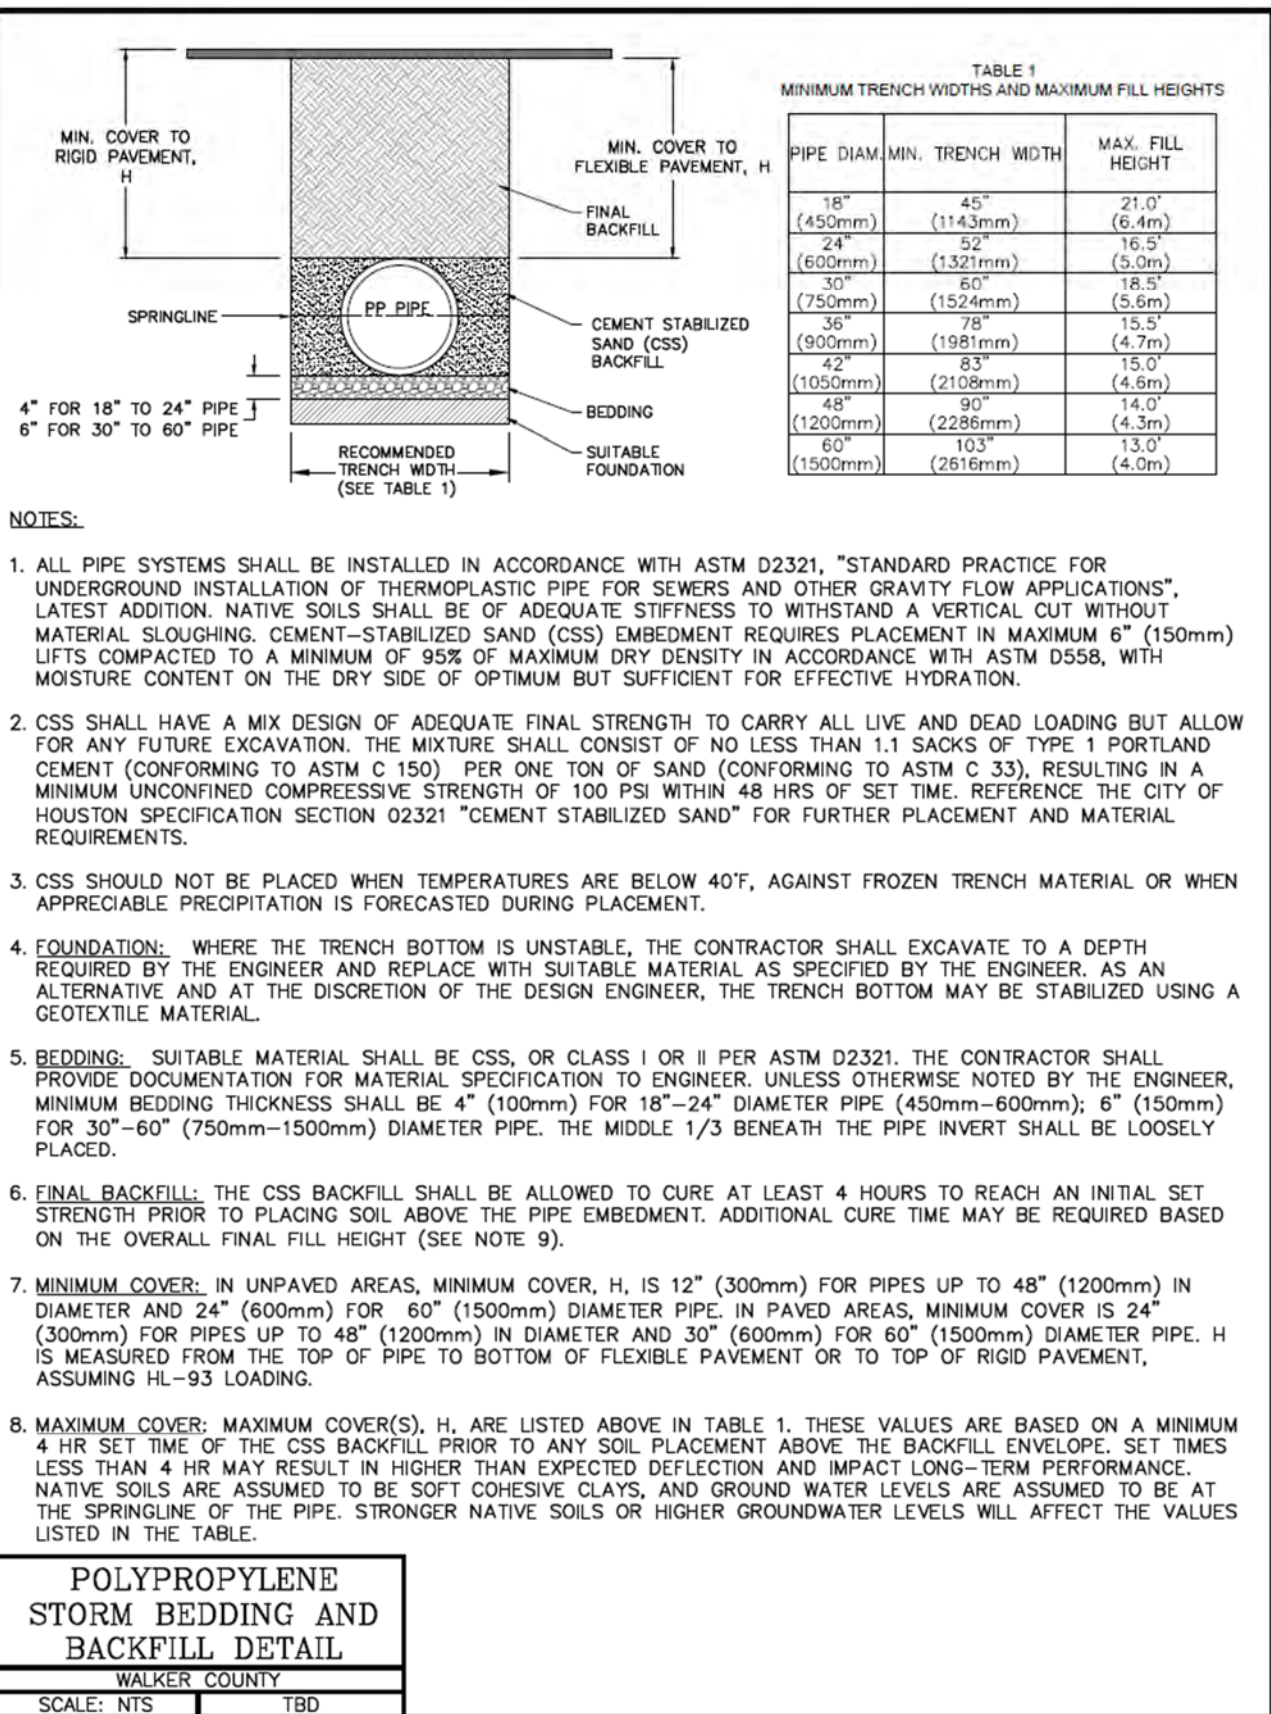 MIN. COVER TO
RIGID PAVEMENT,
H
MIN. COVER TO
FLEXIBLE PAVEMENT, H
FINAL
BACKFILL
SPRINGLINE
PP PIPE
CEMENT STABILIZED
SAND (CSS)
BACKFILL
4" FOR 18" TO 24" PIPE
6" FOR 30" TO 60" PIPE
BEDDING
RECOMMENDED
TRENCH WIDTH
(SEE TABLE 1)
SUITABLE
FOUNDATION
TABLE 1
MINIMUM TRENCH WIDTHS AND MAXIMUM FILL HEIGHTS
PIPE DIAM. MIN. TRENCH WIDTH MAX. FILL
HEIGHT
18" 45" 21.0'
(450mm) (1143mm) (6.4m)
24" 52" 16.5'
(600mm) (1321mm) (5.0m)
30" 60" 18.5'
(750mm) (1524mm) (5.6m)
36" 78" 15.5'
(900mm) (1981mm) (4.7m)
42" 83" 15.0'
(1050mm) (2108mm) (4.6m)
48" 90" 14.0'
(1200mm) (2286mm) (4.3m)
60" 103" 13.0'
(1500mm) (2616mm) (4.0m)
NOTES:
1. ALL PIPE SYSTEMS SHALL BE INSTALLED IN ACCORDANCE WITH ASTM D2321, "STANDARD PRACTICE FOR
UNDERGROUND INSTALLATION OF THERMOPLASTIC PIPE FOR SEWERS AND OTHER GRAVITY FLOW APPLICATIONS",
LATEST ADDITION. NATIVE SOILS SHALL BE OF ADEQUATE STIFFNESS TO WITHSTAND A VERTICAL CUT WITHOUT
MATERIAL SLOUGHING. CEMENT-STABILIZED SAND (CSS) EMBEDMENT REQUIRES PLACEMENT IN MAXIMUM 6" (150mm)
LIFTS COMPACTED TO A MINIMUM OF 95% OF MAXIMUM DRY DENSITY IN ACCORDANCE WITH ASTM D558, WITH
MOISTURE CONTENT ON THE DRY SIDE OF OPTIMUM BUT SUFFICIENT FOR EFFECTIVE HYDRATION.
2. CSS SHALL HAVE A MIX DESIGN OF ADEQUATE FINAL STRENGTH TO CARRY ALL LIVE AND DEAD LOADING BUT ALLOW
FOR ANY FUTURE EXCAVATION. THE MIXTURE SHALL CONSIST OF NO LESS THAN 1.1 SACKS OF TYPE 1 PORTLAND
CEMENT (CONFORMING TO ASTM C 150) PER ONE TON OF SAND (CONFORMING TO ASTM C 33), RESULTING IN A
MINIMUM UNCONFINED COMPREESSIVE STRENGTH OF 100 PSI WITHIN 48 HRS OF SET TIME. REFERENCE THE CITY OF
HOUSTON SPECIFICATION SECTION 02321 "CEMENT STABILIZED SAND" FOR FURTHER PLACEMENT AND MATERIAL
REQUIREMENTS.
3. CSS SHOULD NOT BE PLACED WHEN TEMPERATURES ARE BELOW 40°F, AGAINST FROZEN TRENCH MATERIAL OR WHEN
APPRECIABLE PRECIPITATION IS FORECASTED DURING PLACEMENT.
4. FOUNDATION: WHERE THE TRENCH BOTTOM IS UNSTABLE, THE CONTRACTOR SHALL EXCAVATE TO A DEPTH
REQUIRED BY THE ENGINEER AND REPLACE WITH SUITABLE MATERIAL AS SPECIFIED BY THE ENGINEER. AS AN
ALTERNATIVE AND AT THE DISCRETION OF THE DESIGN ENGINEER, THE TRENCH BOTTOM MAY BE STABILIZED USING A
GEOTEXTILE MATERIAL.
5. BEDDING: SUITABLE MATERIAL SHALL BE CSS, OR CLASS I OR II PER ASTM D2321. THE CONTRACTOR SHALL
PROVIDE DOCUMENTATION FOR MATERIAL SPECIFICATION TO ENGINEER. UNLESS OTHERWISE NOTED BY THE ENGINEER,
MINIMUM BEDDING THICKNESS SHALL BE 4" (100mm) FOR 18"-24" DIAMETER PIPE (450mm-600mm); 6" (150mm)
FOR 30"-60" (750mm-1500mm) DIAMETER PIPE. THE MIDDLE 1/3 BENEATH THE PIPE INVERT SHALL BE LOOSELY
PLACED.
6. FINAL BACKFILL: THE CSS BACKFILL SHALL BE ALLOWED TO CURE AT LEAST 4 HOURS TO REACH AN INITIAL SET
STRENGTH PRIOR TO PLACING SOIL ABOVE THE PIPE EMBEDMENT. ADDITIONAL CURE TIME MAY BE REQUIRED BASED
ON THE OVERALL FINAL FILL HEIGHT (SEE NOTE 9).
7. MINIMUM COVER: IN UNPAVED AREAS, MINIMUM COVER, H, IS 12" (300mm) FOR PIPES UP TO 48" (1200mm) IN
DIAMETER AND 24" (600mm) FOR 60" (1500mm) DIAMETER PIPE. IN PAVED AREAS, MINIMUM COVER IS 24"
(300mm) FOR PIPES UP TO 48" (1200mm) IN DIAMETER AND 30" (600mm) FOR 60" (1500mm) DIAMETER PIPE. H
IS MEASURED FROM THE TOP OF PIPE TO BOTTOM OF FLEXIBLE PAVEMENT OR TO TOP OF RIGID PAVEMENT,
ASSUMING HL-93 LOADING.
8. MAXIMUM COVER: MAXIMUM COVER(S), H, ARE LISTED ABOVE IN TABLE 1. THESE VALUES ARE BASED ON A MINIMUM
4 HR SET TIME OF THE CSS BACKFILL PRIOR TO ANY SOIL PLACEMENT ABOVE THE BACKFILL ENVELOPE. SET TIMES
LESS THAN 4 HR MAY RESULT IN HIGHER THAN EXPECTED DEFLECTION AND IMPACT LONG-TERM PERFORMANCE.
NATIVE SOILS ARE ASSUMED TO BE SOFT COHESIVE CLAYS, AND GROUND WATER LEVELS ARE ASSUMED TO BE AT
THE SPRINGLINE OF THE PIPE. STRONGER NATIVE SOILS OR HIGHER GROUNDWATER LEVELS WILL AFFECT THE VALUES
LISTED IN THE TABLE.
POLYPROPYLENE
STORM BEDDING AND
BACKFILL DETAIL
WALKER COUNTY
SCALE: NTS TBD